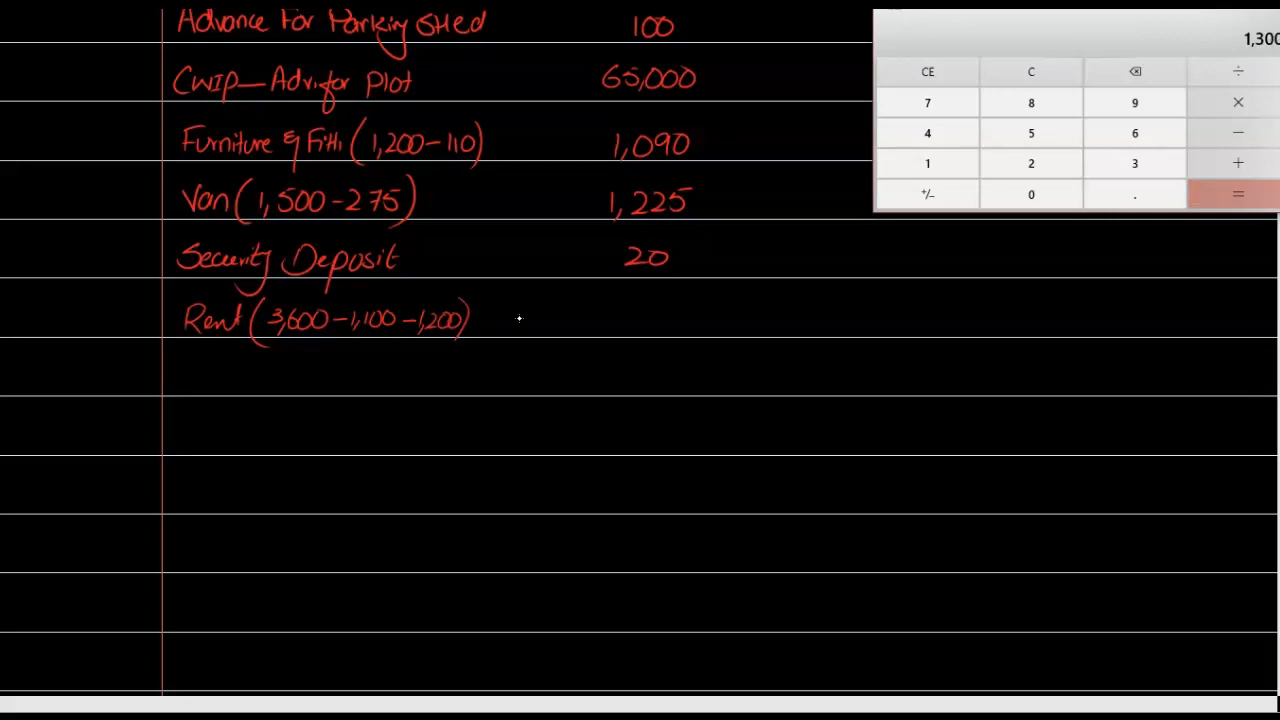 Advance For Parking SHed 100
CWIP—Adv. for Plot 65,000
Furniture & Fitti (1,200-110) 1,090
Van (1,500-275) 1,225
Security Deposit 20
Rent (3,600-1,100-1,200)
1,300
CE C ⌫ ÷
7 8 9 ×
4 5 6 −
1 2 3 +
+/− 0 . =